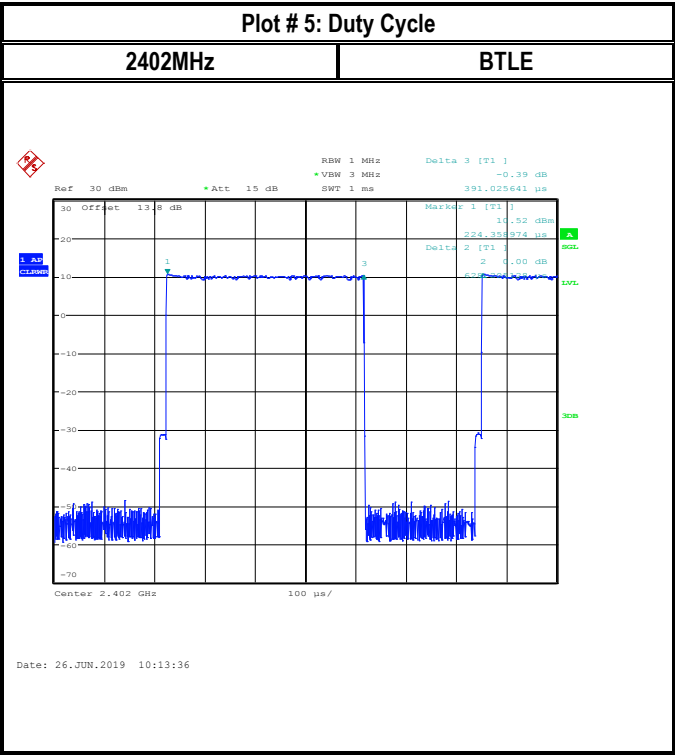 Plot # 5: Duty Cycle
2402MHz BTLE
R S
RBW 1 MHz Delta 3 [T1 ]
*VBW 3 MHz -0.39 dB
Ref 30 dBm *Att 15 dB SWT 1 ms 391.025641 µs
30 Offset 13.8 dB Marker 1 [T1 ]
10.52 dBm
224.358974 µs A
20 Delta 2 [T1 ] SGL
1 AP 1 3 2 0.00 dB
CLRWR 10
LVL
0
-10
-20
3DB
-30
-40
-50
-60
-70
Center 2.402 GHz 100 µs/
Date: 26.JUN.2019 10:13:36